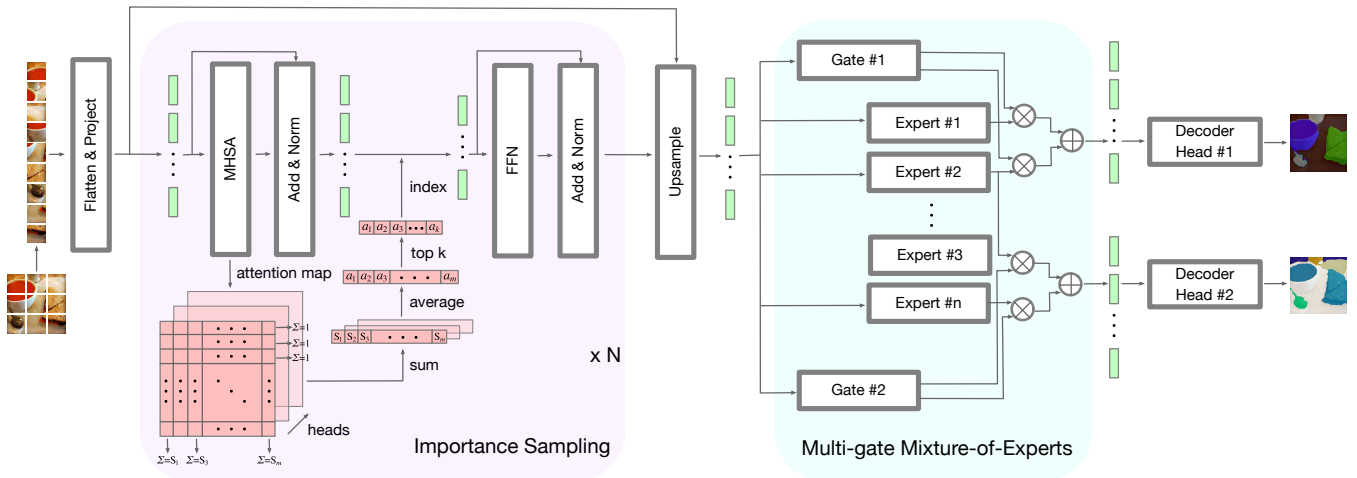 Flatten & Project
MHSA
Add & Norm
attention map
Σ=1
Σ=1
Σ=1
Σ=S₁
Σ=S₃
Σ=Sₘ
heads
sum
S₁ S₂ S₃ • • • Sₘ
average
a₁ a₂ a₃ • • • aₘ
top k
a₁ a₂ a₃ ••• aₖ
index
FFN
Add & Norm
x N
Importance Sampling
Upsample
Gate #1
Expert #1
Expert #2
Expert #3
Expert #n
Gate #2
Multi-gate Mixture-of-Experts
Decoder
Head #1
Decoder
Head #2